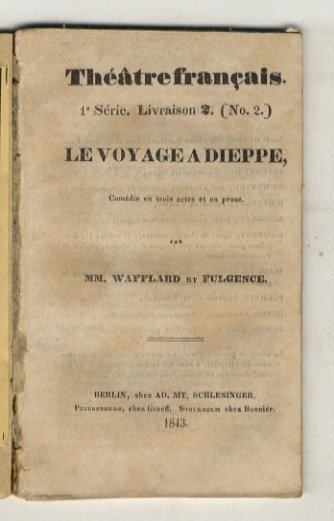 Théâtre français.
1e Série. Livraison 2. (No. 2.)
LE VOYAGE A DIEPPE,
Comédie en trois actes et en prose.
PAR
MM. WAFFLARD ET FULGENCE.
BERLIN, chez AD. MT. SCHLESINGER.
PETERSBOURG, chez Graeff. STOCKHOLM chez Bonnier.
1843.